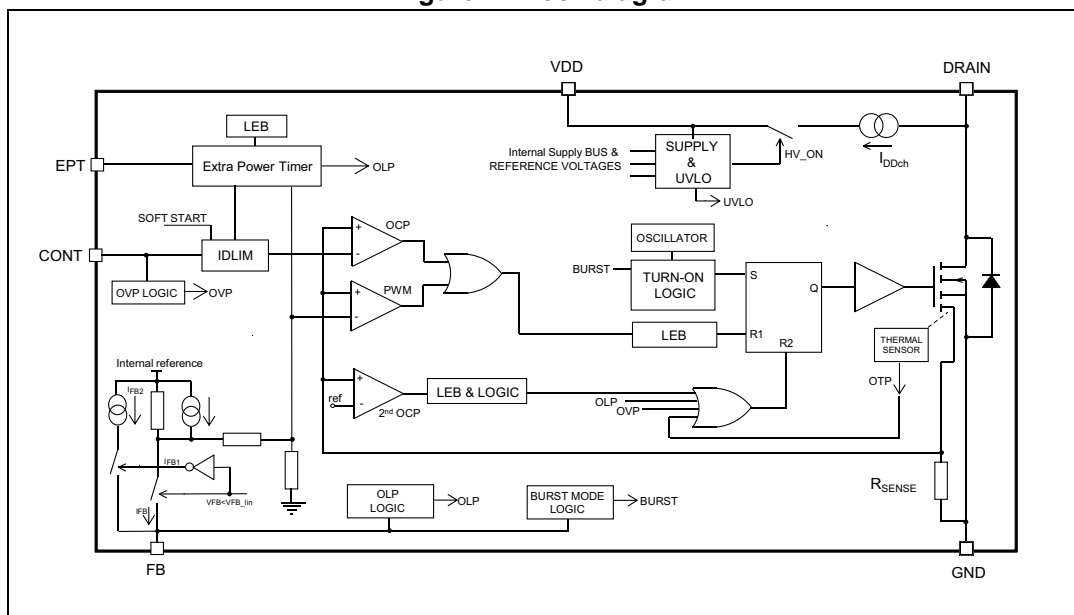 VDD
DRAIN
LEB
EPT
Extra Power Timer
OLP
Internal Supply BUS &
REFERENCE VOLTAGES
SUPPLY
&
UVLO
HV_ON
IDDch
UVLO
SOFT START
OCP
CONT
IDLIM
OSCILLATOR
BURST
TURN-ON
LOGIC
S
OVP LOGIC
OVP
PWM
Q
LEB
R1
R2
THERMAL
SENSOR
Internal reference
OTP
IFB2
ref
2nd OCP
LEB & LOGIC
OLP
OVP
IFB1
VFB<VFB_lin
IFB
OLP
LOGIC
OLP
BURST MODE
LOGIC
BURST
RSENSE
FB
GND
+
-
+
-
+
-